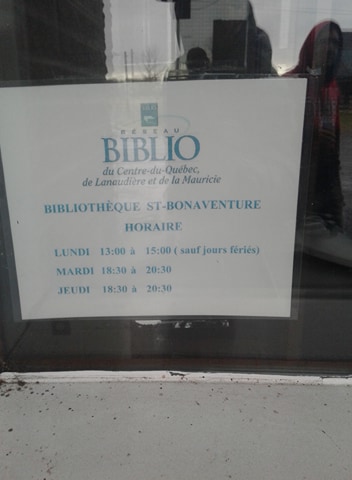 RÉSEAU
BIBLIO
du Centre-du-Québec,
de Lanaudière et de la Mauricie
BIBLIOTHÈQUE ST-BONAVENTURE
HORAIRE
LUNDI 13:00 à 15:00 ( sauf jours fériés)
MARDI 18:30 à 20:30
JEUDI 18:30 à 20:30